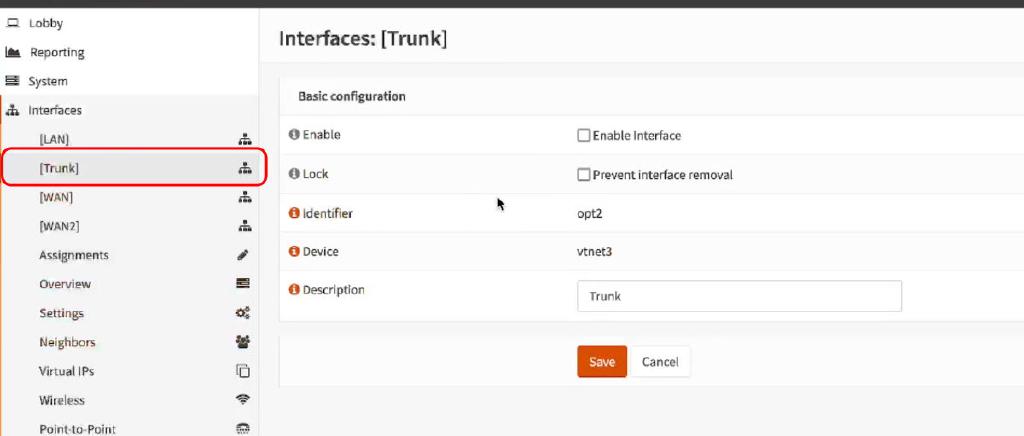 Lobby
Reporting
System
Interfaces
[LAN]
[Trunk]
[WAN]
[WAN2]
Assignments
Overview
Settings
Neighbors
Virtual IPs
Wireless
Point-to-Point
Interfaces: [Trunk]
Basic configuration
Enable
Enable Interface
Lock
Prevent interface removal
Identifier
opt2
Device
vtnet3
Description
Trunk
Save
Cancel